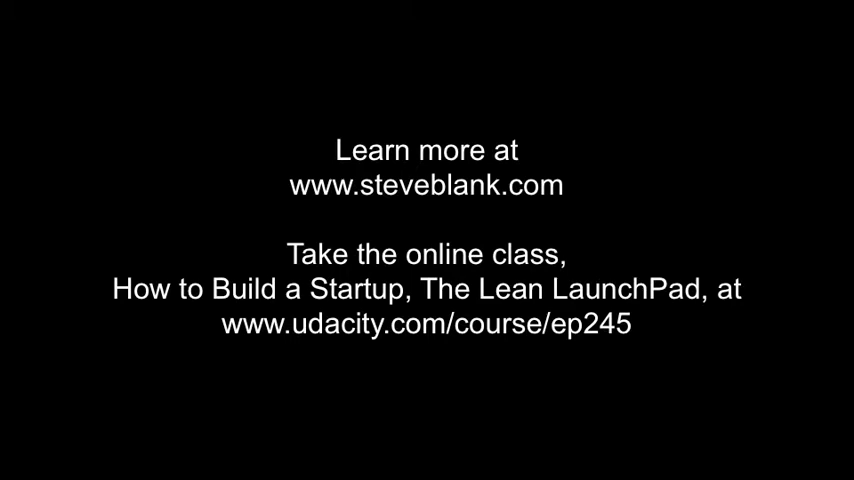 Learn more at
www.steveblank.com
Take the online class,
How to Build a Startup, The Lean LaunchPad, at
www.udacity.com/course/ep245